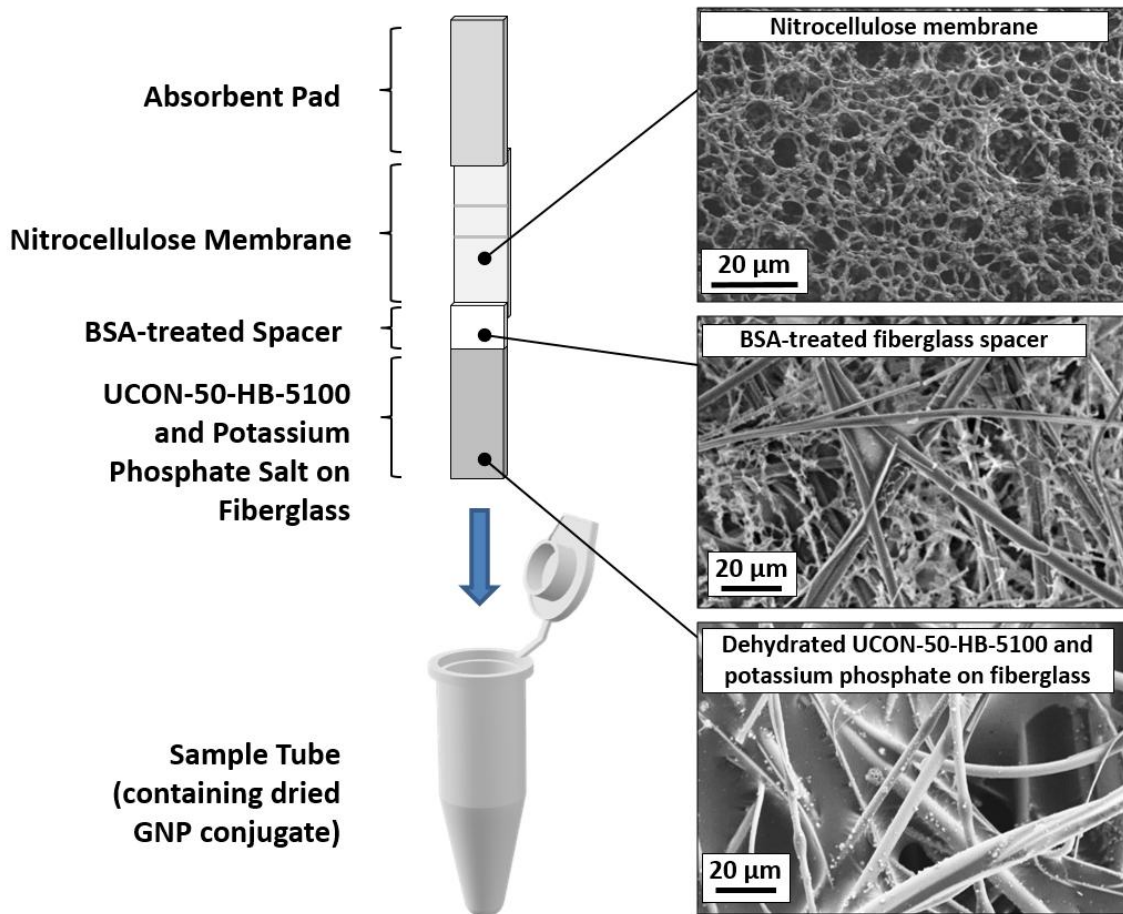 Absorbent Pad
Nitrocellulose Membrane
BSA-treated Spacer
UCON-50-HB-5100
and Potassium
Phosphate Salt on
Fiberglass
Sample Tube
(containing dried
GNP conjugate)
Nitrocellulose membrane
20 µm
BSA-treated fiberglass spacer
20 µm
Dehydrated UCON-50-HB-5100 and
potassium phosphate on fiberglass
20 µm